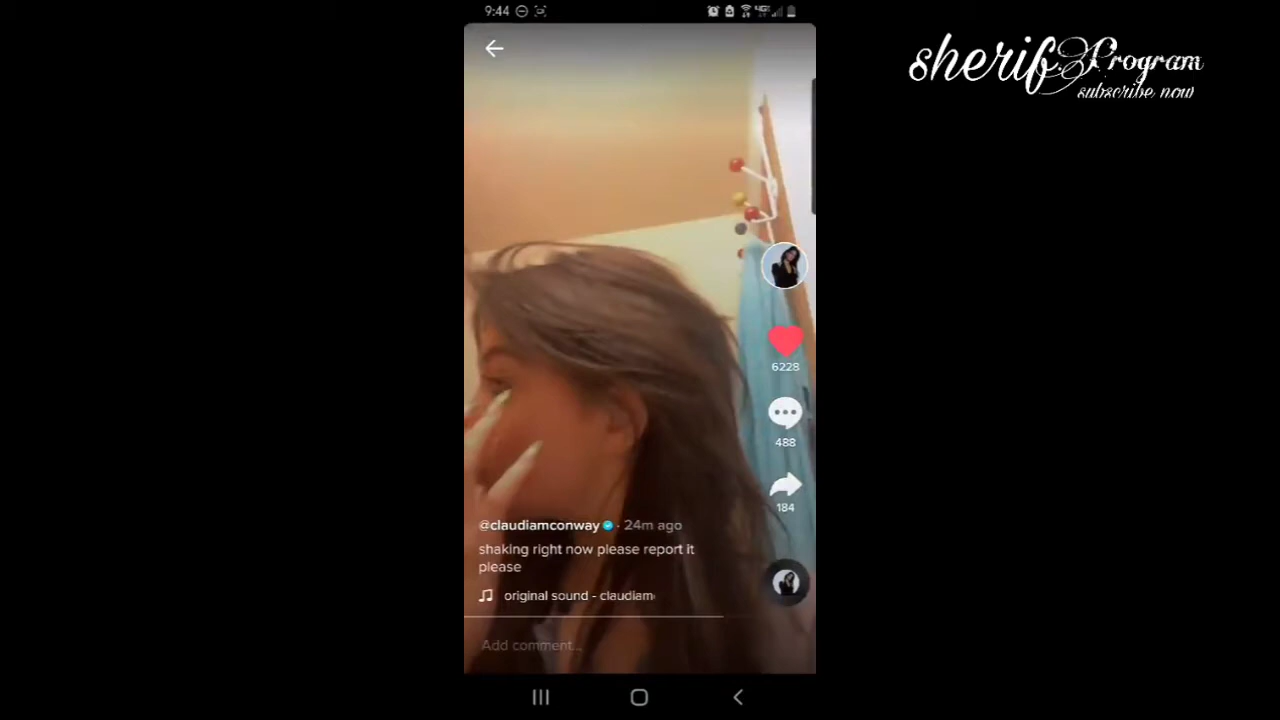 9:44
4G
sherif Program
subscribe now
6228
488
184
@claudiamconway · 24m ago
shaking right now please report it
please
original sound - claudiam
Add comment...